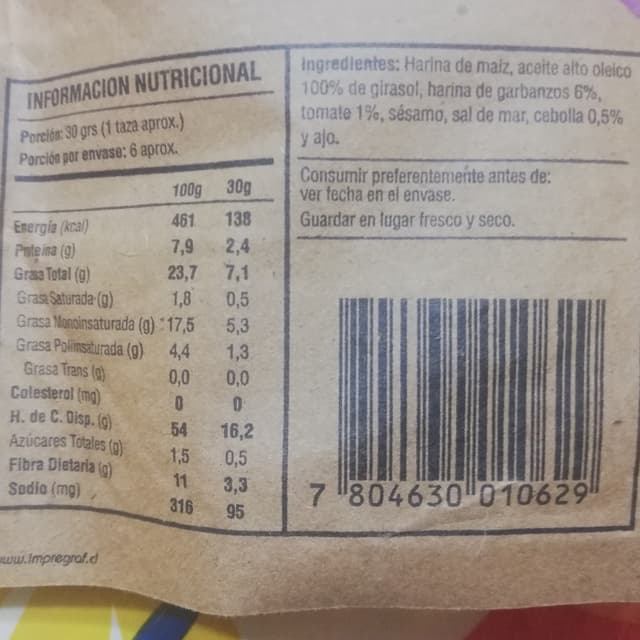 INFORMACION NUTRICIONAL
Porción: 30 grs (1 taza aprox.)
Porción por envase: 6 aprox.
100g 30g
Energía (kcal) 461 138
Proteina (g) 7,9 2,4
Grasa Total (g) 23,7 7,1
Grasa Saturada (g) 1,8 0,5
Grasa Monoinsaturada (g) 17,5 5,3
Grasa Poliinsaturada (g) 4,4 1,3
Grasa Trans (g) 0,0 0,0
Colesterol (mg) 0 0
H. de C. Disp. (g) 54 16,2
Azúcares Totales (g) 1,5 0,5
Fibra Dietaria (g) 11 3,3
Sodio (mg) 316 95
www.impregraf.cl
Ingredientes: Harina de maiz, aceite alto oleico
100% de girasol, harina de garbanzos 6%,
tomate 1%, sésamo, sal de mar, cebolla 0,5%
y ajo.
Consumir preferentemente antes de:
ver fecha en el envase.
Guardar en lugar fresco y seco.
7 804630 010629